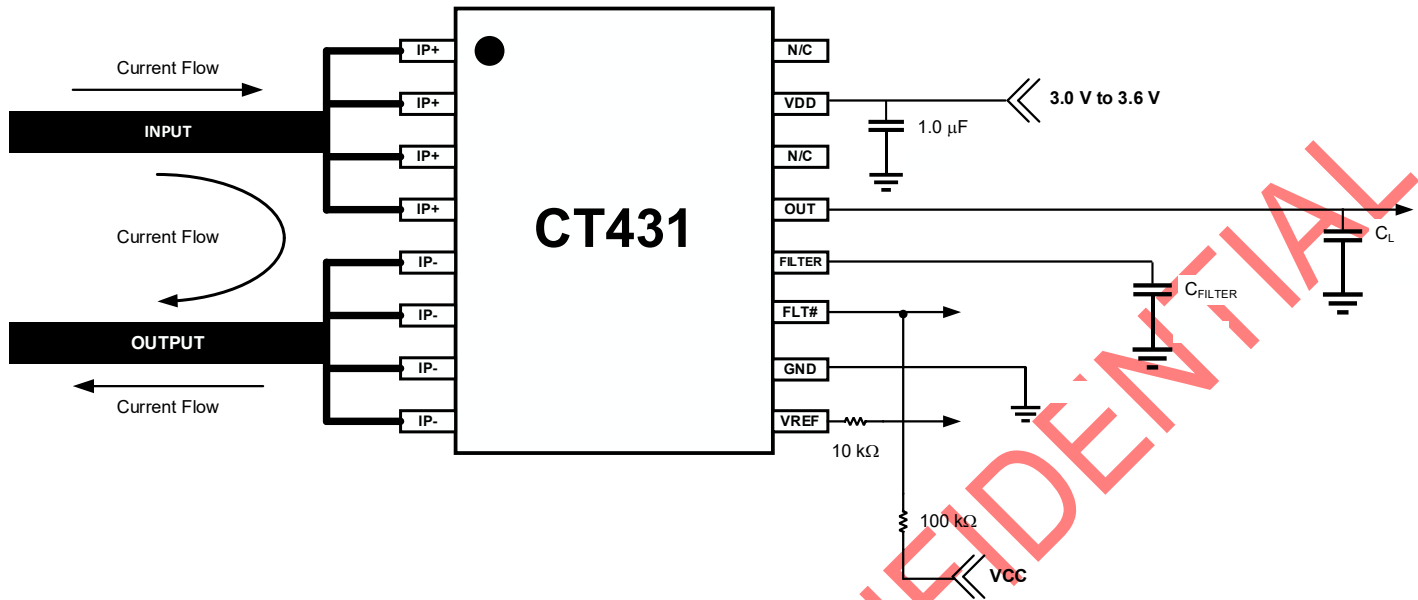 Current Flow
INPUT
Current Flow
OUTPUT
Current Flow
IP+
IP+
IP+
IP+
IP-
IP-
IP-
IP-
CT431
N/C
VDD
N/C
OUT
FILTER
FLT#
GND
VREF
3.0 V to 3.6 V
1.0 μF
CL
CFILTER
10 kΩ
100 kΩ
VCC
FIDENTIAL